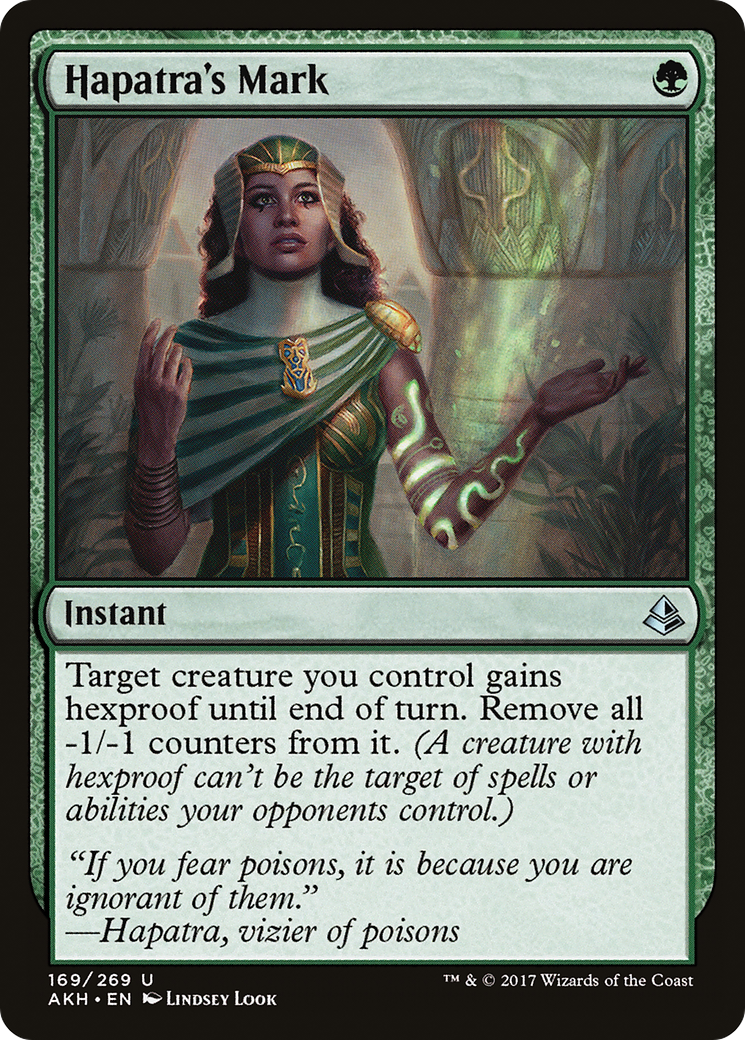 Hapatra's Mark
Instant
Target creature you control gains
hexproof until end of turn. Remove all
-1/-1 counters from it. (A creature with
hexproof can't be the target of spells or
abilities your opponents control.)
“If you fear poisons, it is because you are
ignorant of them.”
—Hapatra, vizier of poisons
169/269 U
™ & © 2017 Wizards of the Coast
AKH • EN Lindsey Look